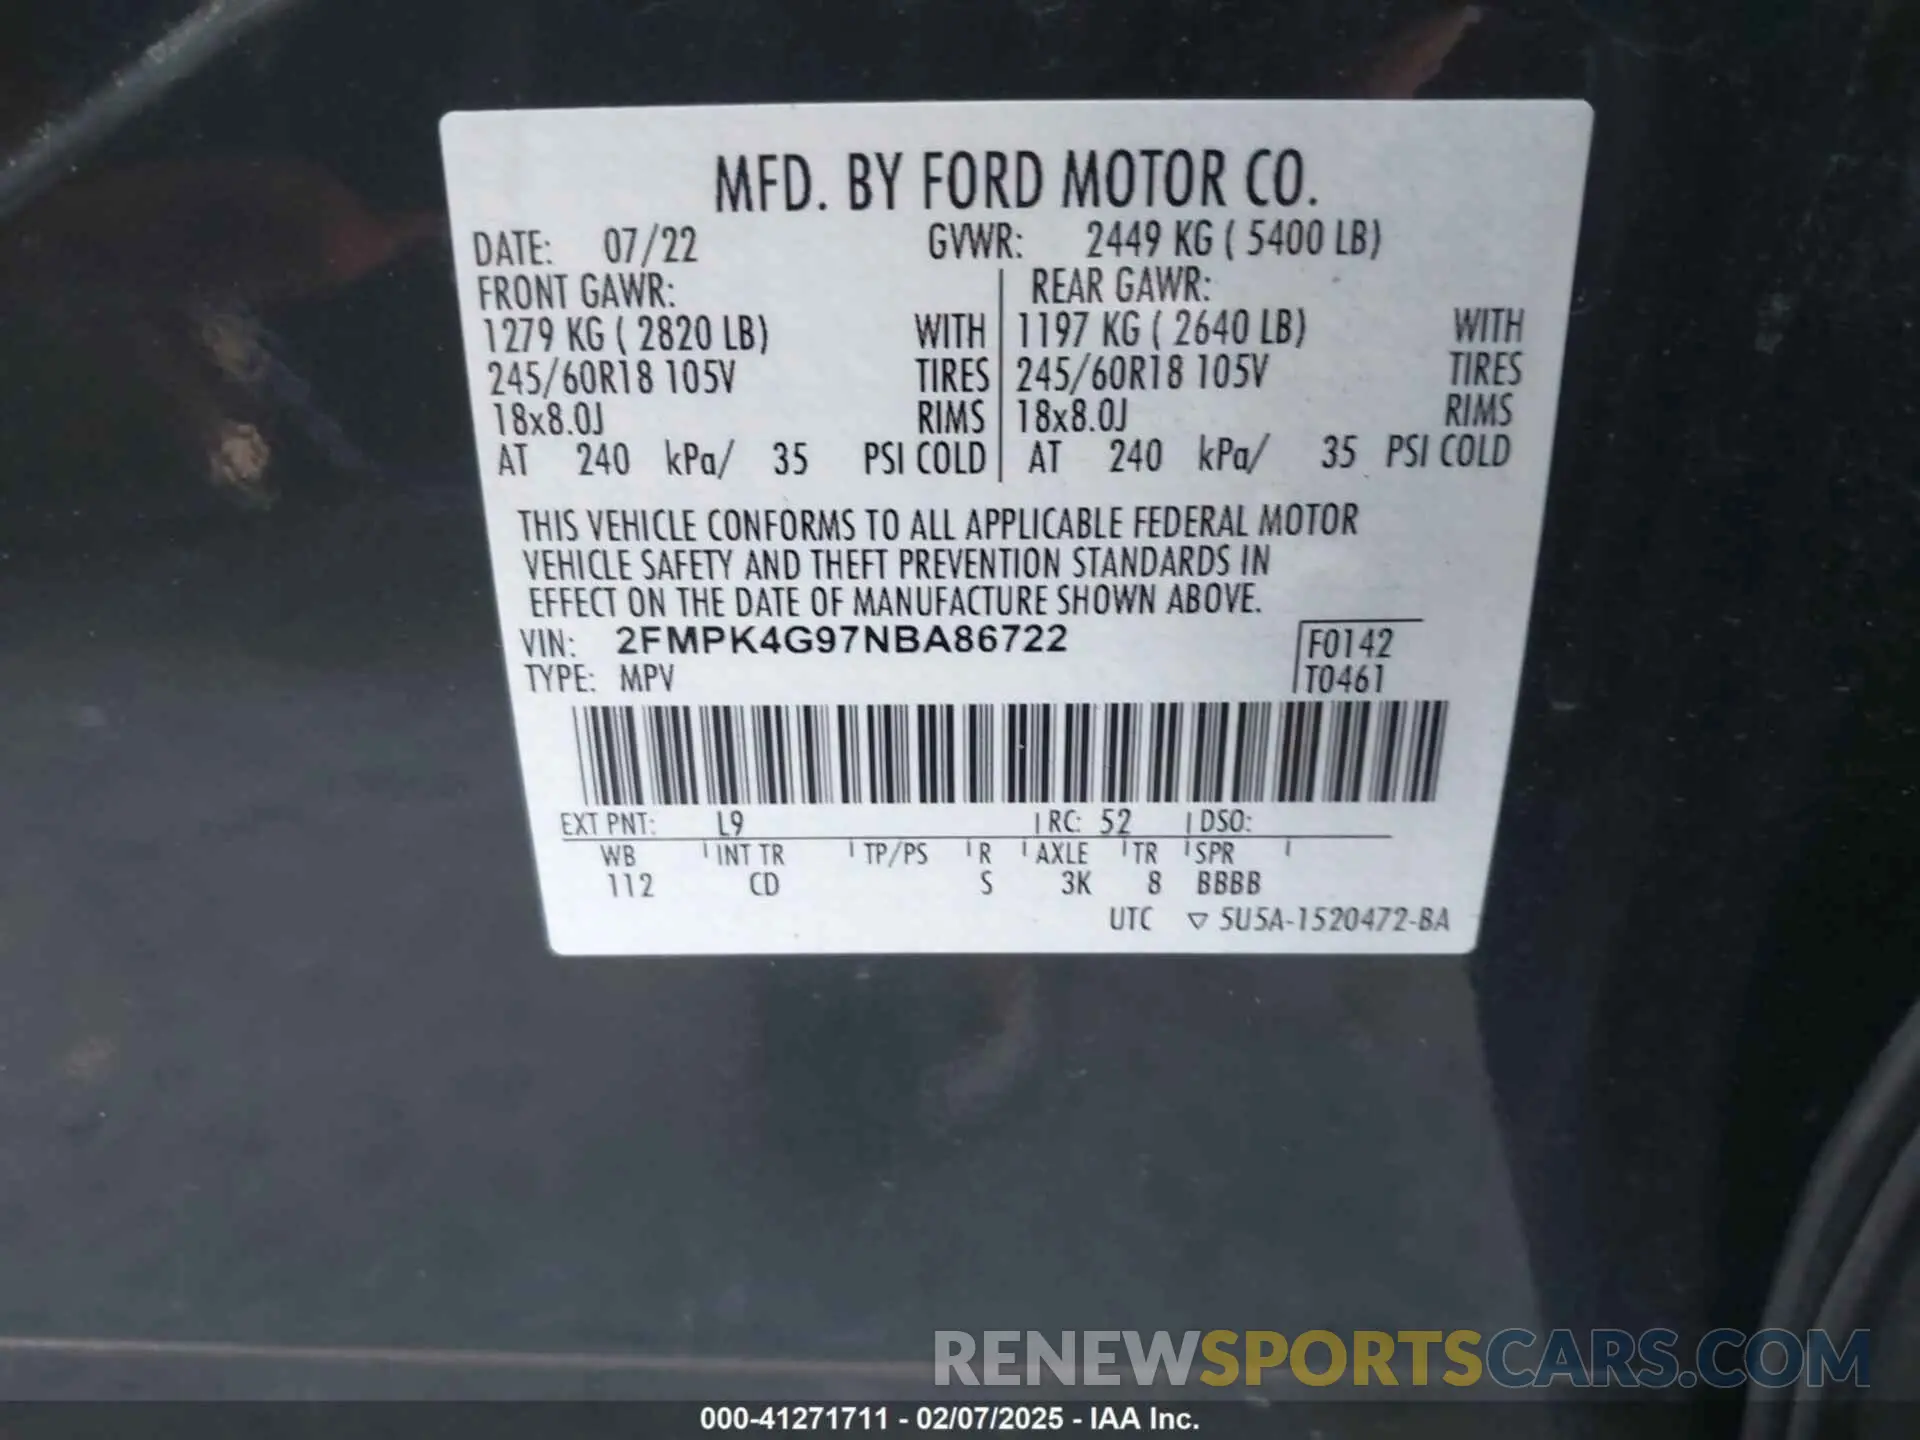 MFD. BY FORD MOTOR CO.
DATE: 07/22 GVWR: 2449 KG ( 5400 LB)
FRONT GAWR: REAR GAWR:
1279 KG ( 2820 LB) WITH 1197 KG ( 2640 LB) WITH
245/60R18 105V TIRES 245/60R18 105V TIRES
18x8.0J RIMS 18x8.0J RIMS
AT 240 kPa/ 35 PSI COLD AT 240 kPa/ 35 PSI COLD
THIS VEHICLE CONFORMS TO ALL APPLICABLE FEDERAL MOTOR
VEHICLE SAFETY AND THEFT PREVENTION STANDARDS IN
EFFECT ON THE DATE OF MANUFACTURE SHOWN ABOVE.
VIN: 2FMPK4G97NBA86722 F0142
TYPE: MPV T0461
EXT PNT: L9 RC: 52 DSO:
WB INT TR TP/PS R AXLE TR SPR
112 CD S 3K 8 BBBB
UTC ▽ 5U5A-1520472-BA
RENEWSPORTSCARS.COM
000-41271711 - 02/07/2025 - IAA Inc.